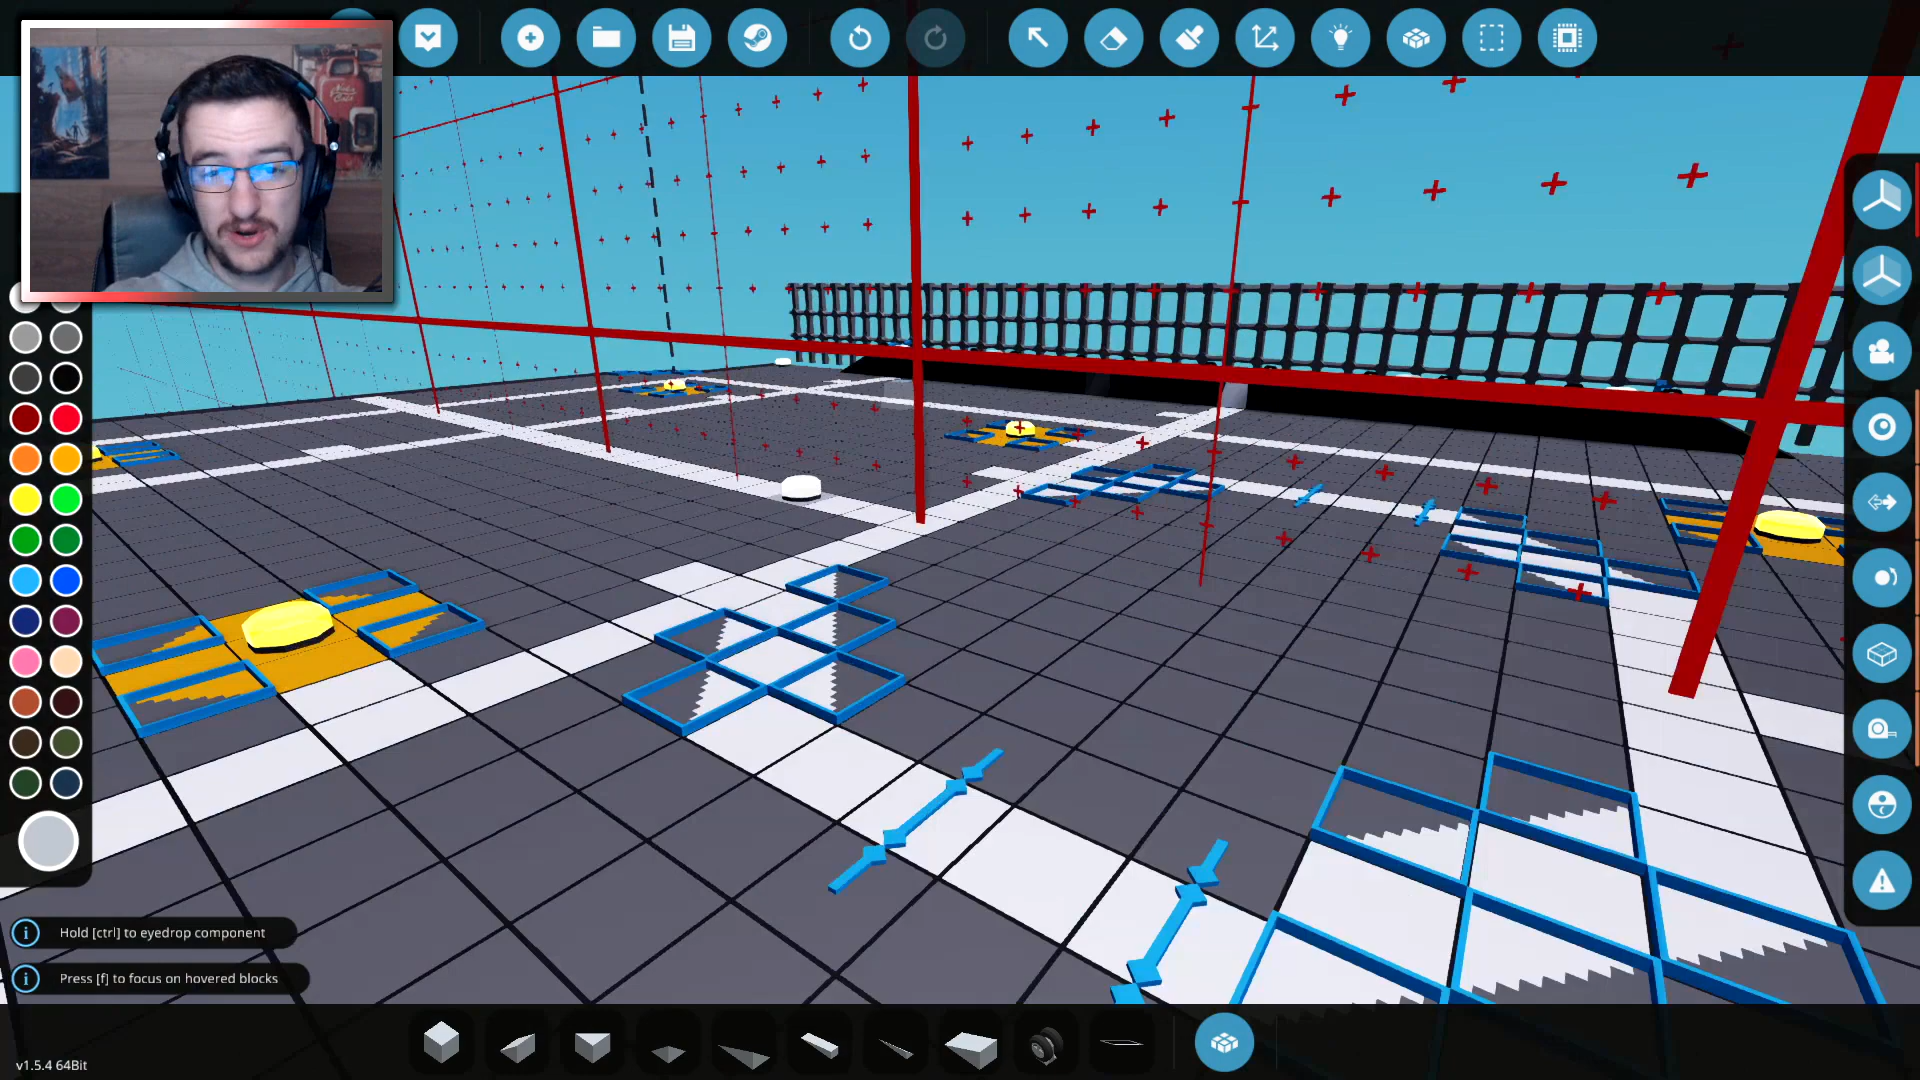 Hold [ctrl] to eyedrop component
Press [f] to focus on hovered blocks
v1.5.4 64Bit